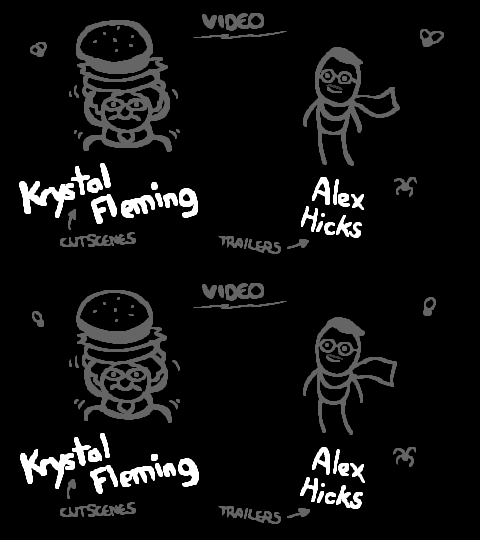 VIDEO
Krystal
Fleming
Alex
Hicks
CUTSCENES
TRAILERS
VIDEO
Krystal
Fleming
Alex
Hicks
CUTSCENES
TRAILERS